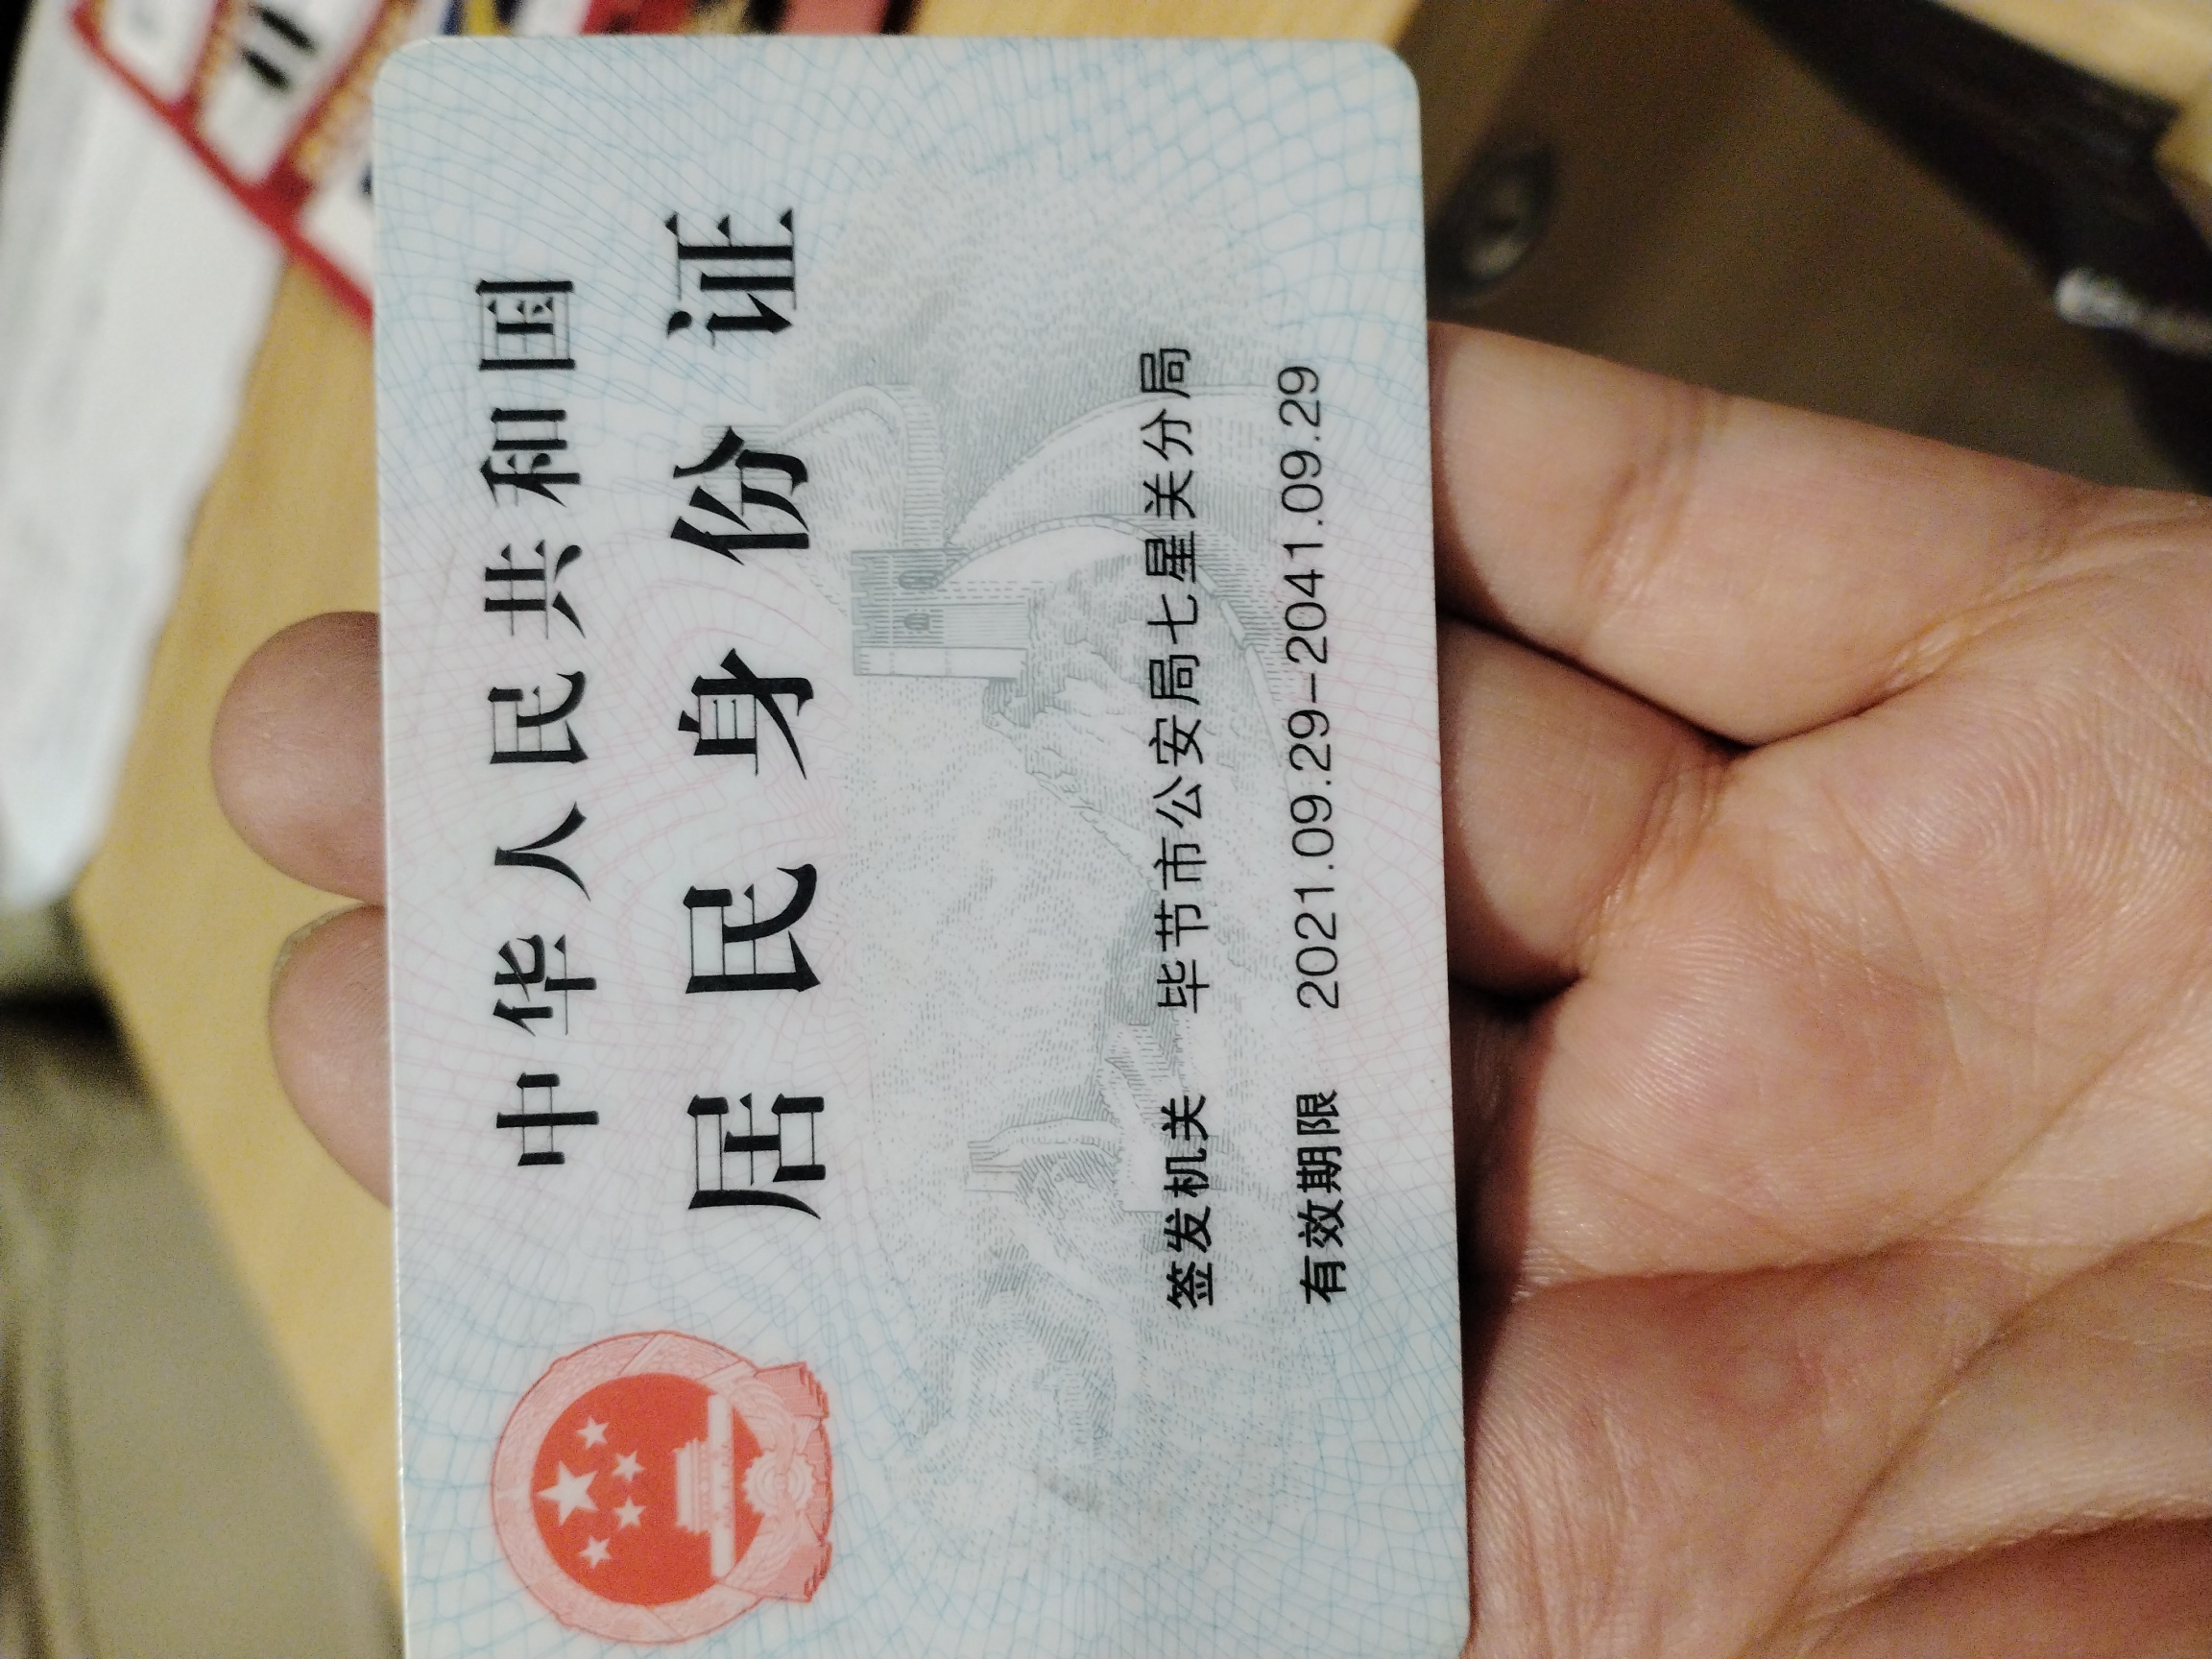 中华人民共和国
居民身份证
签发机关 毕节市公安局七星关分局
有效期限 2021.09.29-2041.09.29